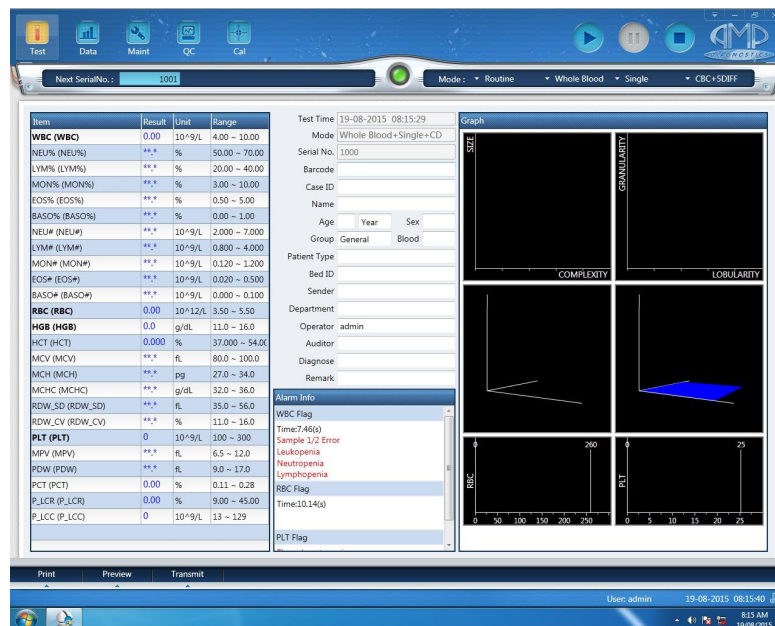 Test Data Maint QC Cal
AMP
DIAGNOSTICS
Next SerialNo. : 1001 Mode : Routine Whole Blood Single CBC+5DIFF
Item Result Unit Range
WBC (WBC) 0.00 10^9/L 4.00 ~ 10.00
NEU% (NEU%) **.* % 50.00 ~ 70.00
LYM% (LYM%) **.* % 20.00 ~ 40.00
MON% (MON%) **.* % 3.00 ~ 10.00
EOS% (EOS%) **.* % 0.50 ~ 5.00
BASO% (BASO%) **.* % 0.00 ~ 1.00
NEU# (NEU#) **.* 10^9/L 2.000 ~ 7.000
LYM# (LYM#) **.* 10^9/L 0.800 ~ 4.000
MON# (MON#) **.* 10^9/L 0.120 ~ 1.200
EOS# (EOS#) **.* 10^9/L 0.020 ~ 0.500
BASO# (BASO#) **.* 10^9/L 0.000 ~ 0.100
RBC (RBC) 0.00 10^12/L 3.50 ~ 5.50
HGB (HGB) 0.0 g/dL 11.0 ~ 16.0
HCT (HCT) 0.000 % 37.000 ~ 54.00
MCV (MCV) **.* fL 80.0 ~ 100.0
MCH (MCH) **.* pg 27.0 ~ 34.0
MCHC (MCHC) **.* g/dL 32.0 ~ 36.0
RDW_SD (RDW_SD) **.* fL 35.0 ~ 56.0
RDW_CV (RDW_CV) **.* % 11.0 ~ 16.0
PLT (PLT) 0 10^9/L 100 ~ 300
MPV (MPV) **.* fL 6.5 ~ 12.0
PDW (PDW) **.* fL 9.0 ~ 17.0
PCT (PCT) 0.00 % 0.11 ~ 0.28
P_LCR (P_LCR) 0.00 % 9.00 ~ 45.00
P_LCC (P_LCC) 0 10^9/L 13 ~ 129
Test Time 19-08-2015 08:15:29
Mode Whole Blood+Single+CD
Serial No. 1000
Barcode
Case ID
Name
Age Year Sex
Group General Blood
Patient Type
Bed ID
Sender
Department
Operator admin
Auditor
Diagnose
Remark
Alarm Info
WBC Flag
Time:7.46(s)
Sample 1/2 Error
Leukopenia
Neutropenia
Lymphopenia
RBC Flag
Time:10.14(s)
PLT Flag
Graph
SIZE
COMPLEXITY
GRANULARITY
LOBULARITY
0 260
RBC
0 50 100 150 200 250
0 25
PLT
0 5 10 15 20 25
Print Preview Transmit
User: admin 19-08-2015 08:15:40
8:15 AM
19/08/2015